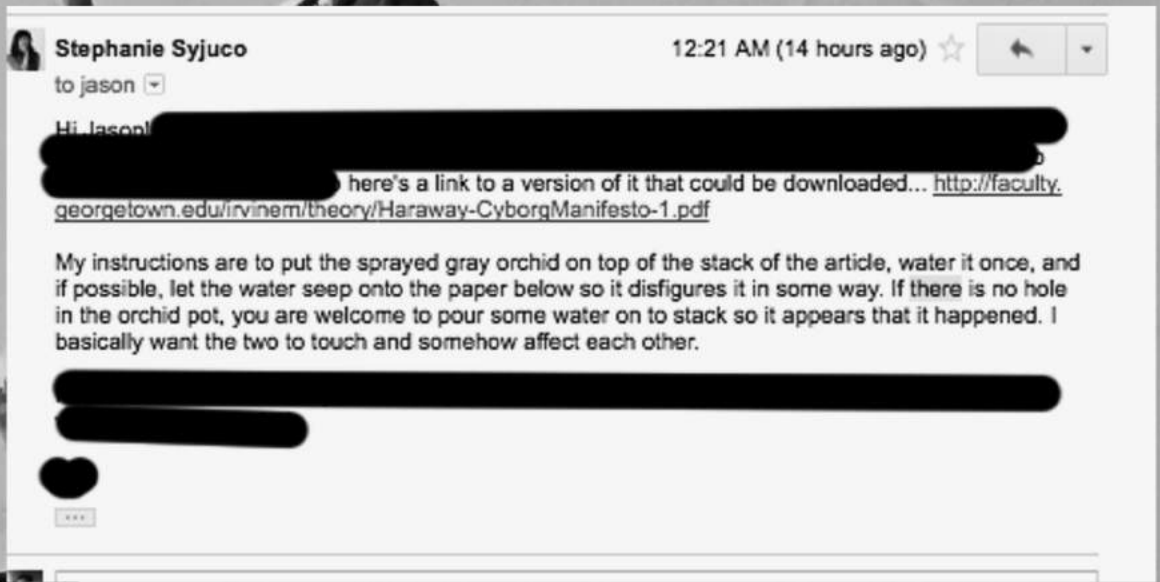 Stephanie Syjuco
12:21 AM (14 hours ago)
to jason
Hi Jason!
here's a link to a version of it that could be downloaded... http://faculty.
georgetown.edu/irvinem/theory/Haraway-CyborgManifesto-1.pdf
My instructions are to put the sprayed gray orchid on top of the stack of the article, water it once, and
if possible, let the water seep onto the paper below so it disfigures it in some way. If there is no hole
in the orchid pot, you are welcome to pour some water on to stack so it appears that it happened. I
basically want the two to touch and somehow affect each other.